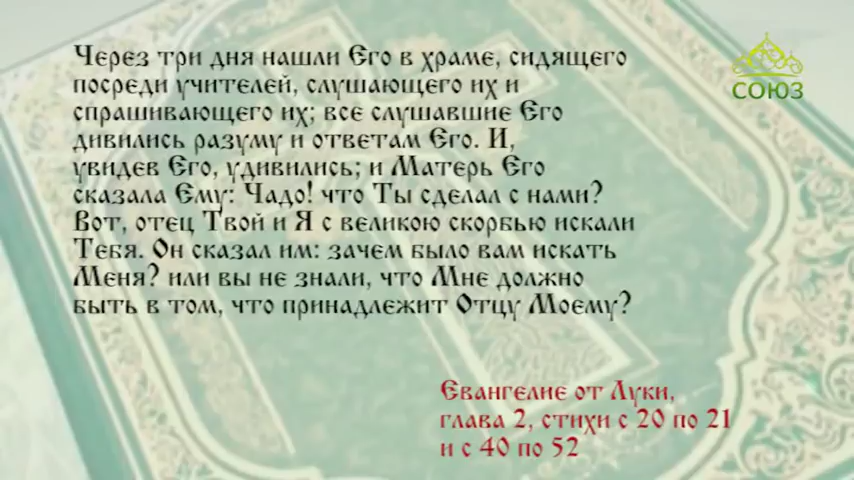 СОЮЗ
Через три дня нашли Его в храме, сидящего
посреди учителей, слушающего их и
спрашивающего их; все слушавшие Его
дивились разуму и ответам Его. И,
увидев Его, удивились; и Матерь Его
сказала Ему: Чадо! что Ты сделал с нами?
Вот, отец Твой и Я с великою скорбью искали
Тебя. Он сказал им: зачем было вам искать
Меня? или вы не знали, что Мне должно
быть в том, что принадлежит Отцу Моему?
Евангелие от Луки,
глава 2, стихи с 20 по 21
и с 40 по 52